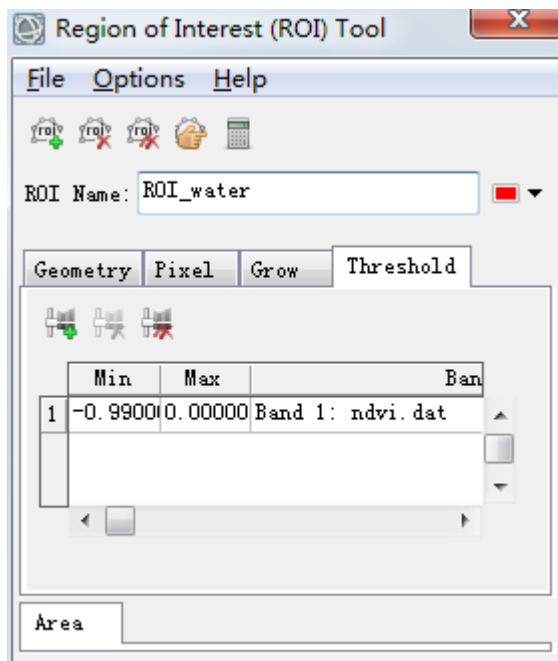 Region of Interest (ROI) Tool
File Options Help
ROI Name: ROI_water
Geometry Pixel Grow Threshold
Min Max Ban
1 -0.9900 0.00000 Band 1: ndvi.dat
Area